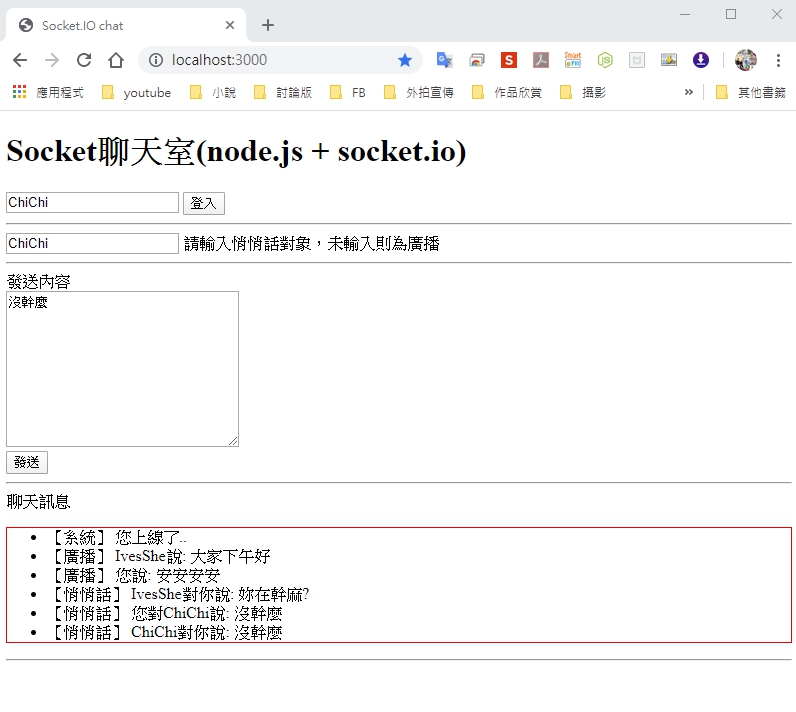 Socket.IO chat
localhost:3000
應用程式 youtube 小說 討論版 FB 外拍宣傳 作品欣賞 攝影 » 其他書籤
Socket聊天室(node.js + socket.io)
ChiChi 登入
ChiChi 請輸入悄悄話對象，未輸入則為廣播
發送內容
沒幹麼
發送
聊天訊息
【系統】 您上線了..
【廣播】 IvesShe說: 大家下午好
【廣播】 您說: 安安安安
【悄悄話】 IvesShe對你說: 妳在幹麻?
【悄悄話】 您對ChiChi說: 沒幹麼
【悄悄話】 ChiChi對你說: 沒幹麼